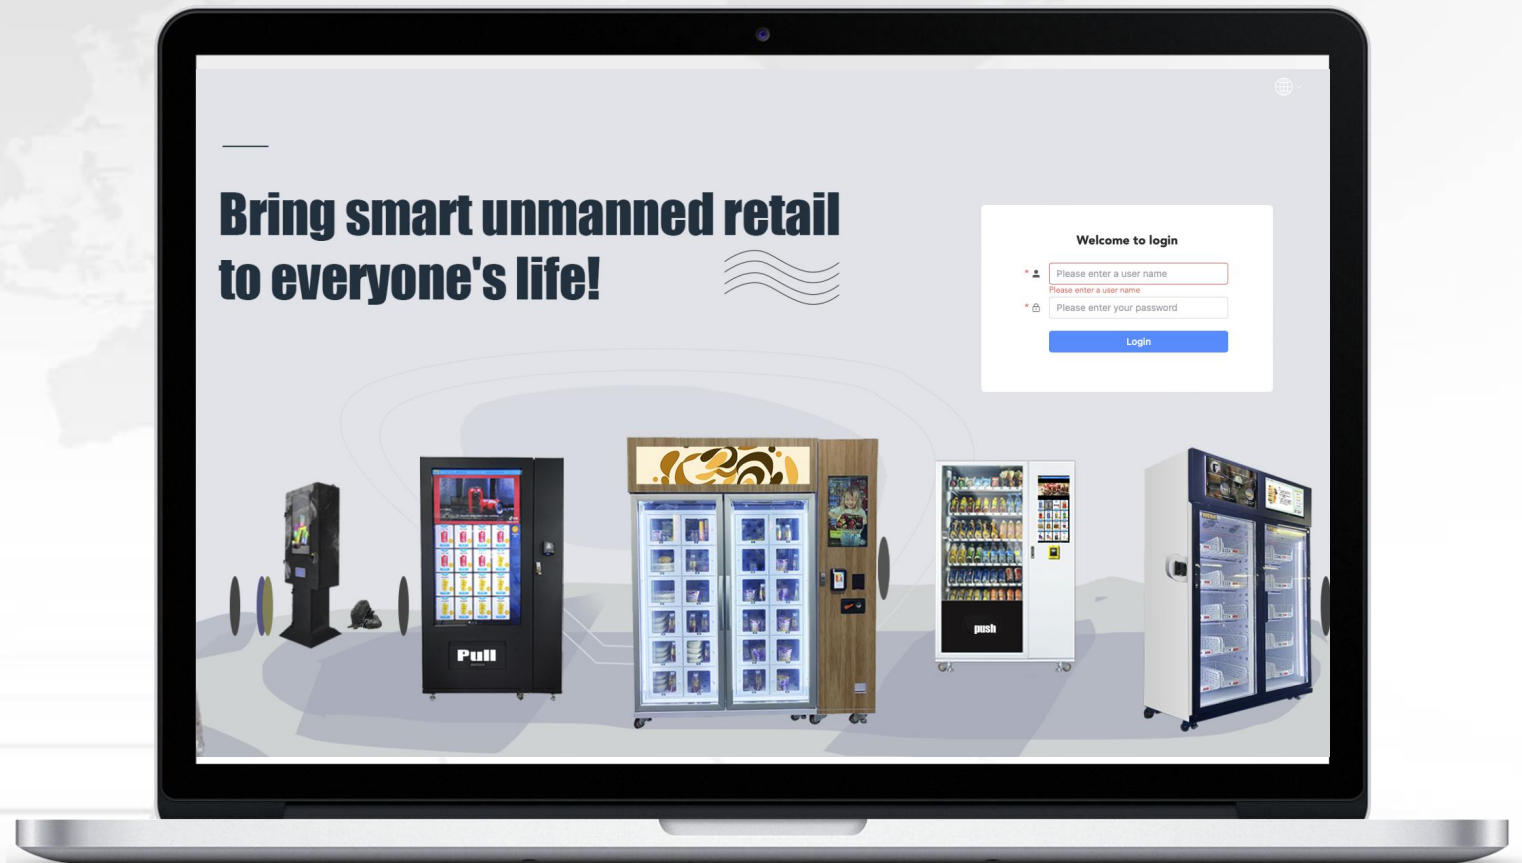 Bring smart unmanned retail
to everyone's life!
Welcome to login
* Please enter a user name
Please enter a user name
* Please enter your password
Login
Pull
push